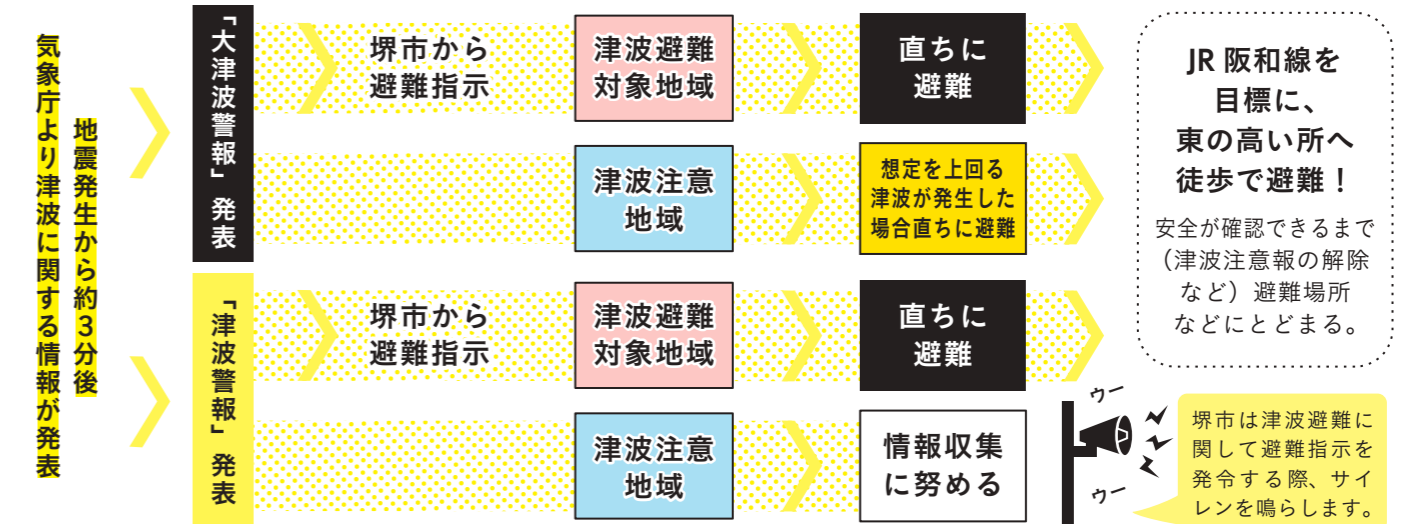 地震発生から約3分後
気象庁より津波に関する情報が発表
「大津波警報」発表
堺市から
避難指示
津波避難
対象地域
直ちに
避難
津波注意
地域
想定を上回る
津波が発生した
場合直ちに避難
「津波警報」発表
堺市から
避難指示
津波避難
対象地域
直ちに
避難
津波注意
地域
情報収集
に努める
JR 阪和線を
目標に、
東の高い所へ
徒歩で避難！
安全が確認できるまで
（津波注意報の解除
など）避難場所
などにとどまる。
ウー
ウー
堺市は津波避難に
関して避難指示を
発令する際、サイ
レンを鳴らします。